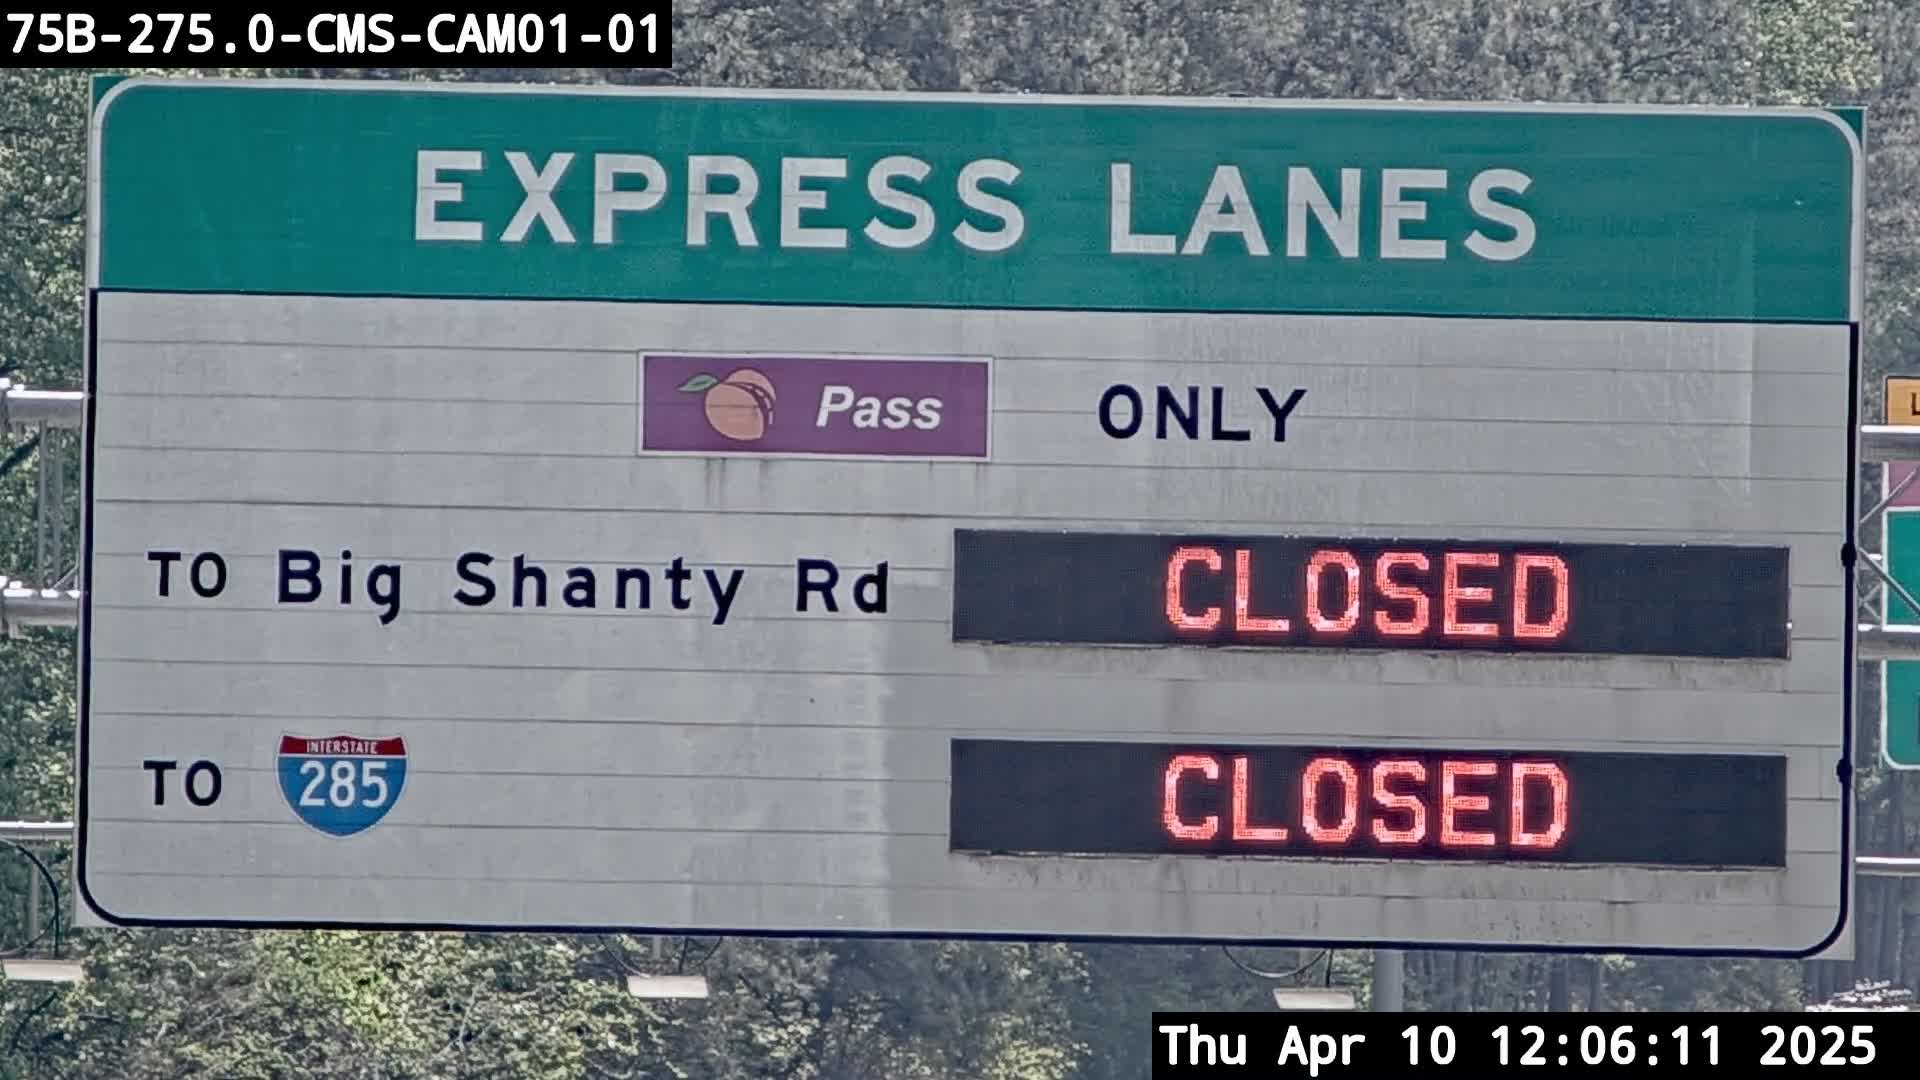 75B-275.0-CMS-CAM01-01
EXPRESS LANES
Pass ONLY
TO Big Shanty Rd CLOSED
TO INTERSTATE 285 CLOSED
Thu Apr 10 12:06:11 2025